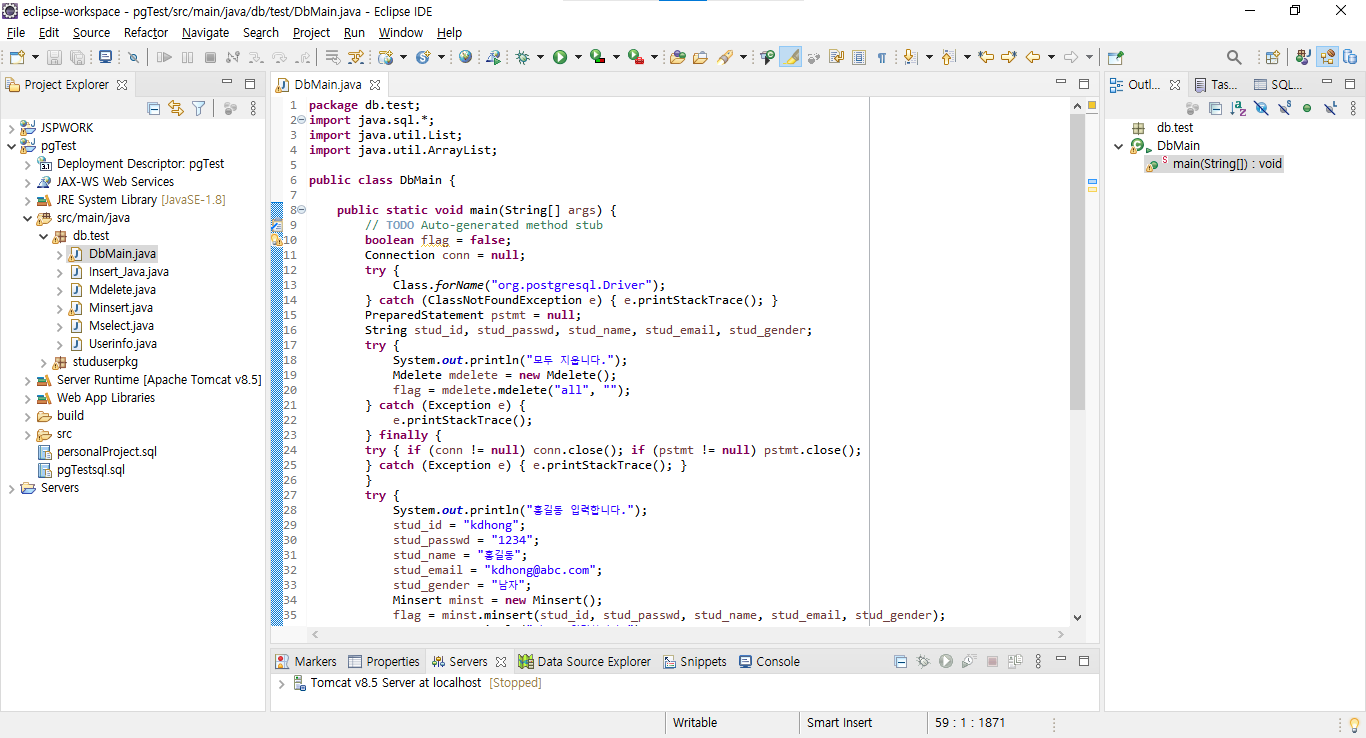 eclipse-workspace - pgTest/src/main/java/db/test/DbMain.java - Eclipse IDE
File Edit Source Refactor Navigate Search Project Run Window Help
Project Explorer
JSPWORK
pgTest
Deployment Descriptor: pgTest
JAX-WS Web Services
JRE System Library [JavaSE-1.8]
src/main/java
db.test
DbMain.java
Insert_Java.java
Mdelete.java
Minsert.java
Mselect.java
Userinfo.java
studuserpkg
Server Runtime [Apache Tomcat v8.5]
Web App Libraries
build
src
personalProject.sql
pgTestsql.sql
Servers
DbMain.java
1 package db.test;
2 import java.sql.*;
3 import java.util.List;
4 import java.util.ArrayList;
5
6 public class DbMain {
7
8 public static void main(String[] args) {
9 // TODO Auto-generated method stub
10 boolean flag = false;
11 Connection conn = null;
12 try {
13 Class.forName("org.postgresql.Driver");
14 } catch (ClassNotFoundException e) { e.printStackTrace(); }
15 PreparedStatement pstmt = null;
16 String stud_id, stud_passwd, stud_name, stud_email, stud_gender;
17 try {
18 System.out.println("모두 지웁니다.");
19 Mdelete mdelete = new Mdelete();
20 flag = mdelete.mdelete("all", "");
21 } catch (Exception e) {
22 e.printStackTrace();
23 } finally {
24 try { if (conn != null) conn.close(); if (pstmt != null) pstmt.close();
25 } catch (Exception e) { e.printStackTrace(); }
26 }
27 try {
28 System.out.println("홍길동 입력합니다.");
29 stud_id = "kdhong";
30 stud_passwd = "1234";
31 stud_name = "홍길동";
32 stud_email = "kdhong@abc.com";
33 stud_gender = "남자";
34 Minsert minst = new Minsert();
35 flag = minst.minsert(stud_id, stud_passwd, stud_name, stud_email, stud_gender);
Outl... Tas... SQL...
db.test
DbMain
main(String[]) : void
Markers Properties Servers Data Source Explorer Snippets Console
Tomcat v8.5 Server at localhost [Stopped]
Writable Smart Insert 59 : 1 : 1871